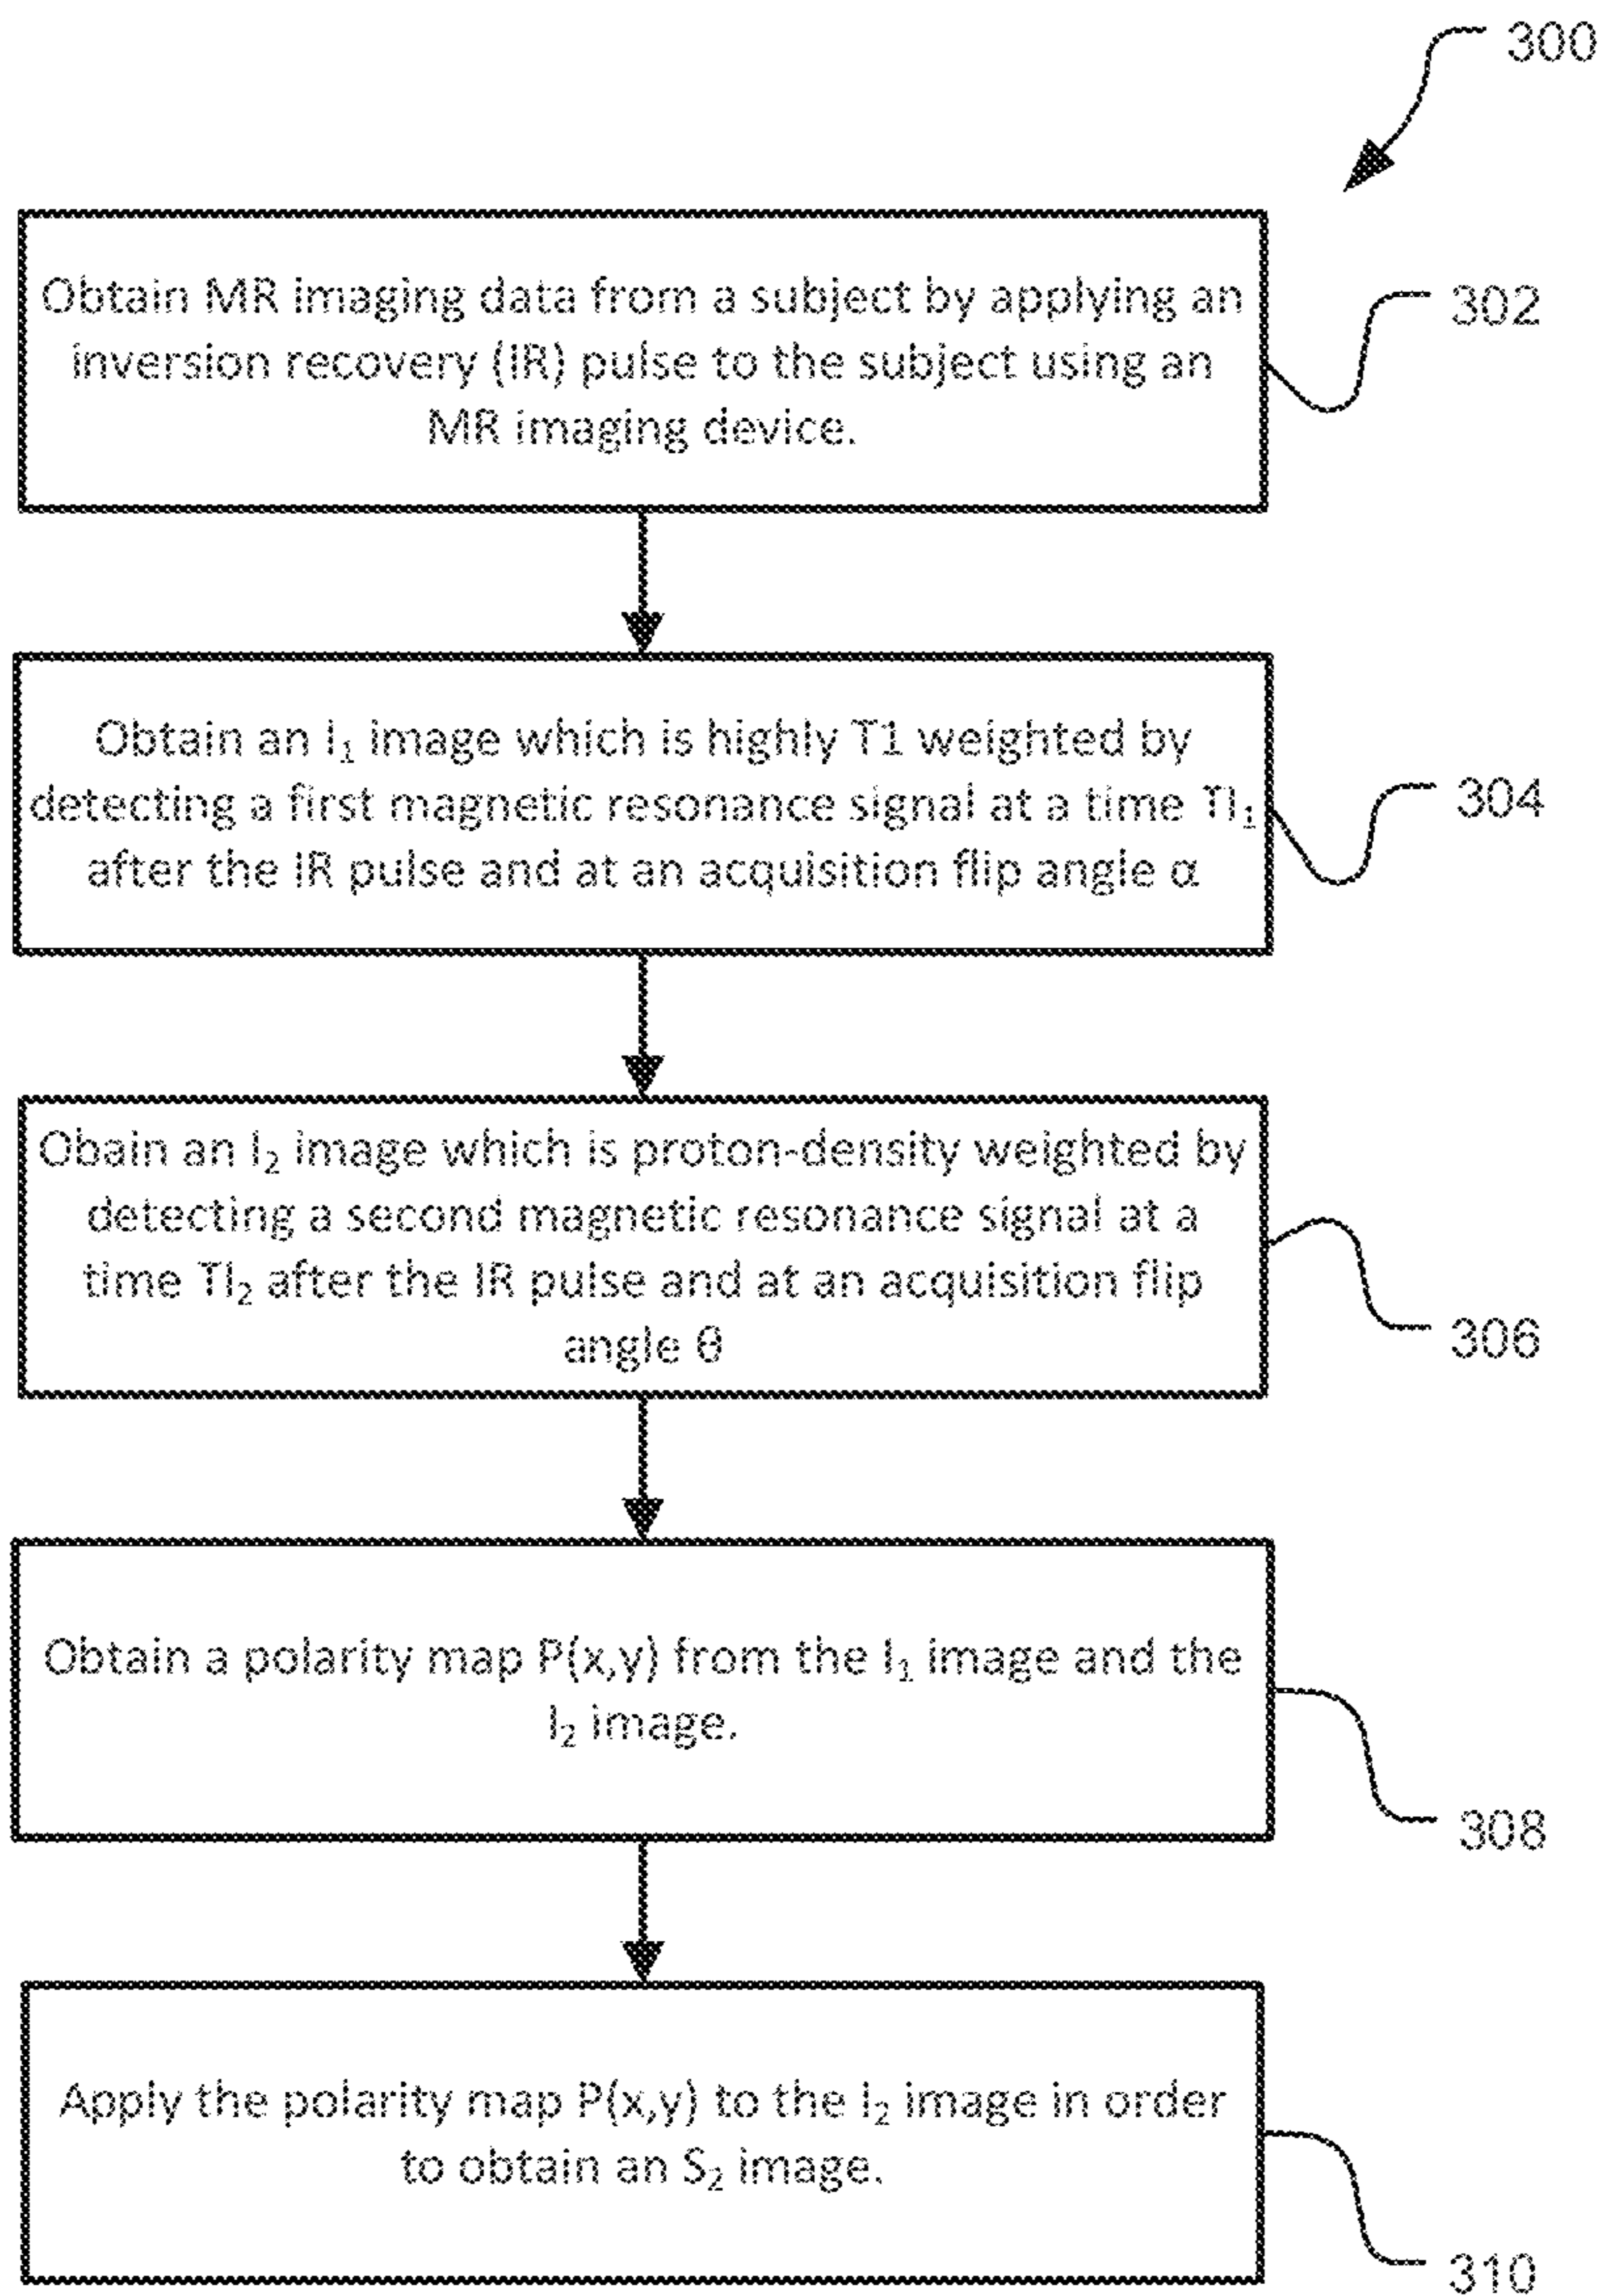 300
Obtain MR imaging data from a subject by applying an
inversion recovery (IR) pulse to the subject using an
MR imaging device.
302
Obtain an I₁ image which is highly T1 weighted by
detecting a first magnetic resonance signal at a time TI₁
after the IR pulse and at an acquisition flip angle α
304
Obain an I₂ image which is proton-density weighted by
detecting a second magnetic resonance signal at a
time TI₂ after the IR pulse and at an acquisition flip
angle θ
306
Obtain a polarity map P(x,y) from the I₁ image and the
I₂ image.
308
Apply the polarity map P(x,y) to the I₂ image in order
to obtain an S₂ image.
310